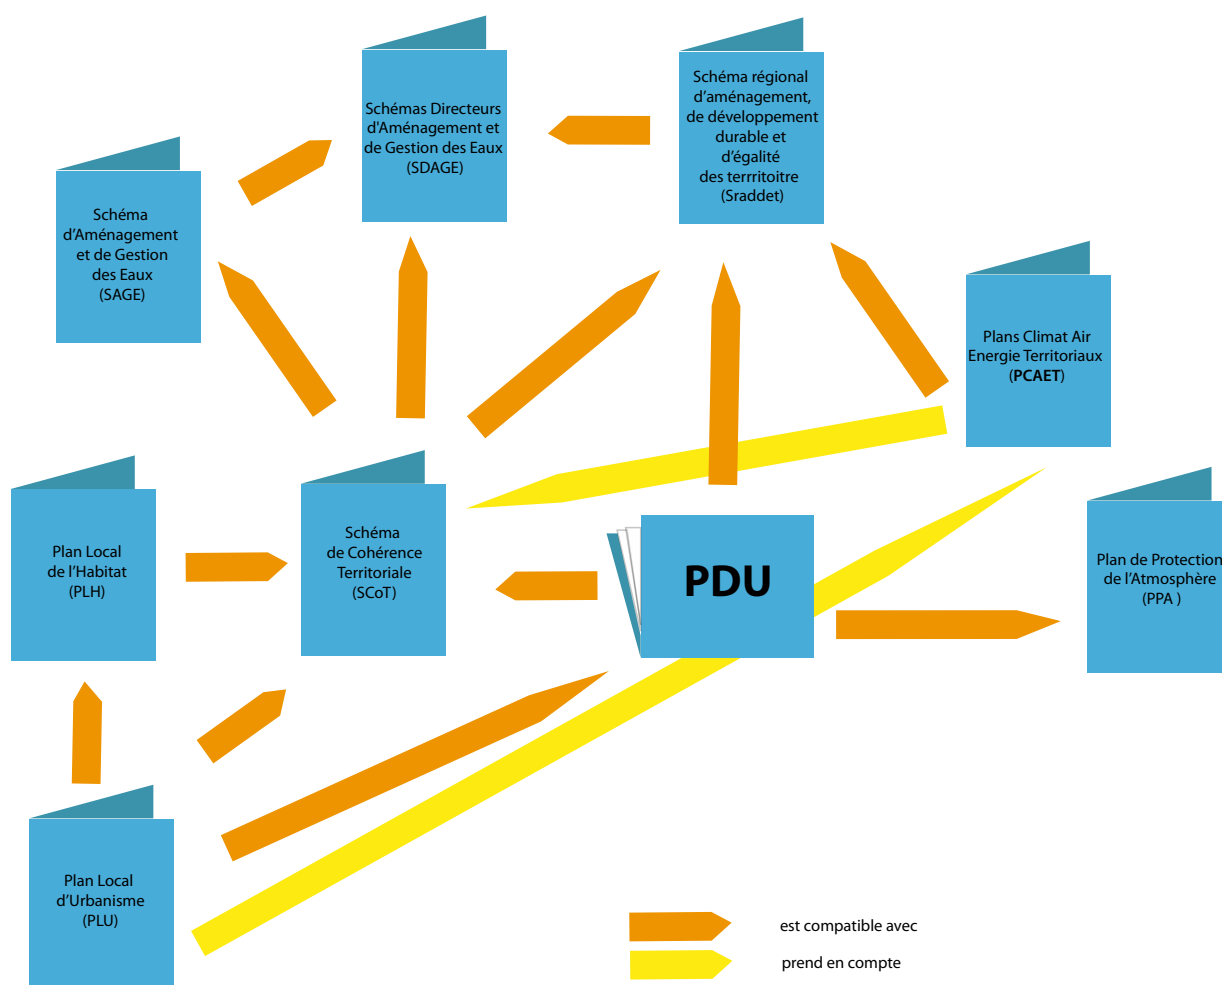 Schémas Directeurs
d'Aménagement et
de Gestion des Eaux
(SDAGE)
Schéma régional
d'aménagement,
de développement
durable et
d'égalité
des terrritoitre
(Sraddet)
Schéma
d'Aménagement
et de Gestion
des Eaux
(SAGE)
Plans Climat Air
Energie Territoriaux
(PCAET)
Plan Local
de l'Habitat
(PLH)
Schéma
de Cohérence
Territoriale
(SCoT)
PDU
Plan de Protection
de l'Atmosphère
(PPA )
Plan Local
d'Urbanisme
(PLU)
est compatible avec
prend en compte